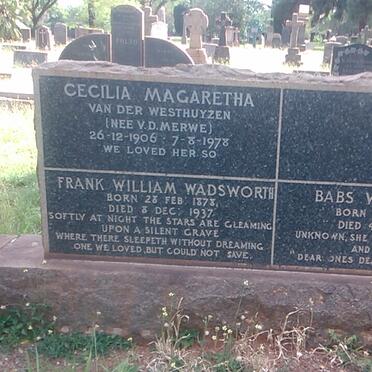 CECILIA MAGARETHA
VAN DER WESTHUYZEN
(NEE V.D. MERWE)
26-12-1906 - 7-8-1978
WE LOVED HER SO
FRANK WILLIAM WADSWORTH
BORN 28 FEB: 1878,
DIED 8 DEC: 1937.
SOFTLY AT NIGHT THE STARS ARE GLEAMING
UPON A SILENT GRAVE
WHERE THERE SLEEPETH WITHOUT DREAMING
ONE WE LOVED, BUT COULD NOT SAVE.
BABS W
BORN
DIED
UNKNOWN, SHE
AND
DEAR ONES DE